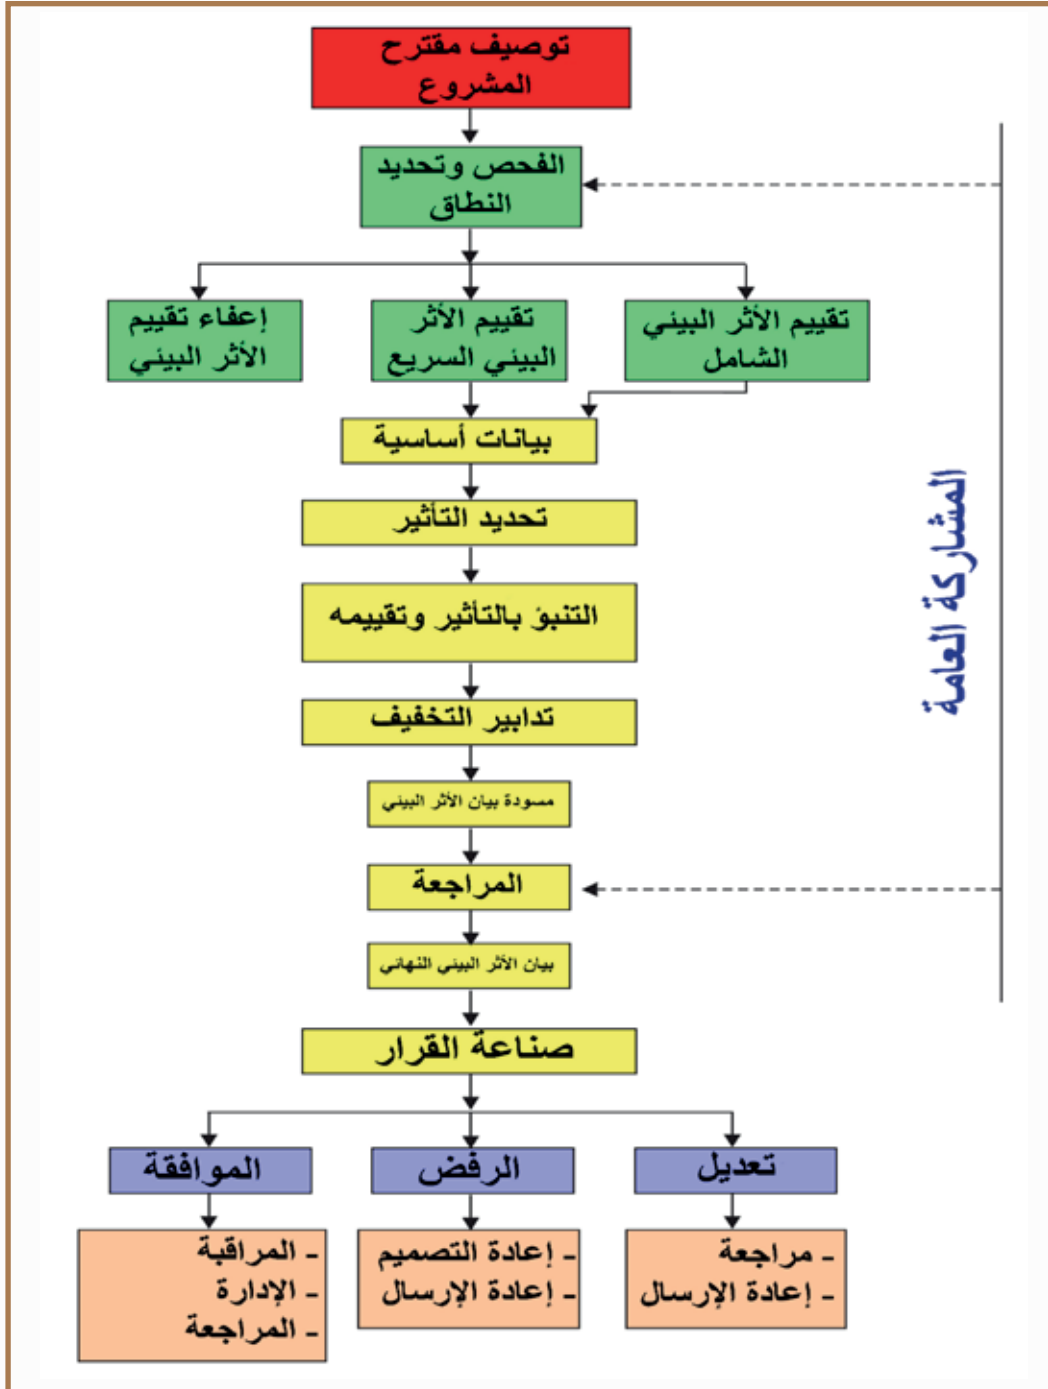 توصيف مقترح
المشروع
الفحص وتحديد
النطاق
تقييم الأثر البيئي
الشامل
تقييم الأثر
البيئي السريع
إعفاء تقييم
الأثر البيئي
بيانات أساسية
تحديد التأثير
التنبؤ بالتأثير وتقييمه
تدابير التخفيف
مسودة بيان الأثر البيئي
المراجعة
بيان الأثر البيئي النهائي
صناعة القرار
المشاركة العامة
تعديل
الرفض
الموافقة
- مراجعة
- إعادة الإرسال
- إعادة التصميم
- إعادة الإرسال
- المراقبة
- الإدارة
- المراجعة